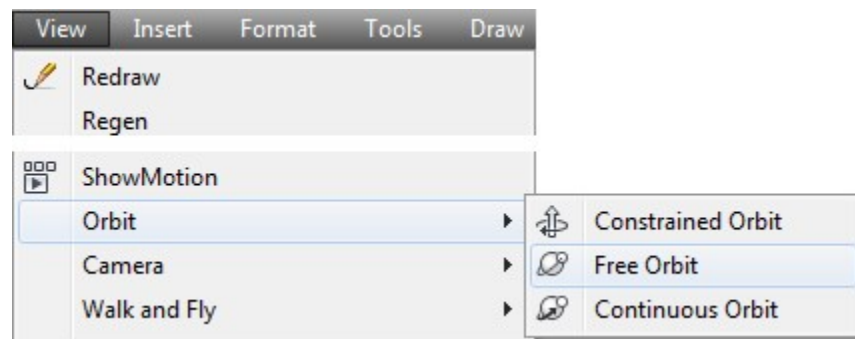 View Insert Format Tools Draw
Redraw
Regen
ShowMotion
Orbit
Camera
Walk and Fly
Constrained Orbit
Free Orbit
Continuous Orbit